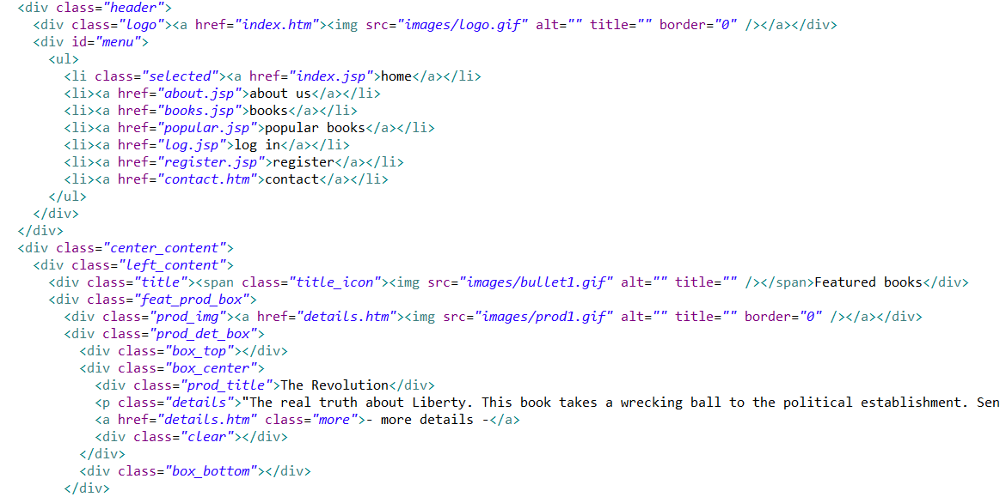 <div class="header">
<div class="logo"><a href="index.htm"><img src="images/logo.gif" alt="" title="" border="0" /></a></div>
<div id="menu">
<ul>
<li class="selected"><a href="index.jsp">home</a></li>
<li><a href="about.jsp">about us</a></li>
<li><a href="books.jsp">books</a></li>
<li><a href="popular.jsp">popular books</a></li>
<li><a href="log.jsp">log in</a></li>
<li><a href="register.jsp">register</a></li>
<li><a href="contact.htm">contact</a></li>
</ul>
</div>
</div>
<div class="center_content">
<div class="left_content">
<div class="title"><span class="title_icon"><img src="images/bullet1.gif" alt="" title="" /></span>Featured books</div>
<div class="feat_prod_box">
<div class="prod_img"><a href="details.htm"><img src="images/prod1.gif" alt="" title="" border="0" /></a></div>
<div class="prod_det_box">
<div class="box_top"></div>
<div class="box_center">
<div class="prod_title">The Revolution</div>
<p class="details">"The real truth about Liberty. This book takes a wrecking ball to the political establishment. Sen
<a href="details.htm" class="more">- more details -</a>
<div class="clear"></div>
</div>
<div class="box_bottom"></div>
</div>